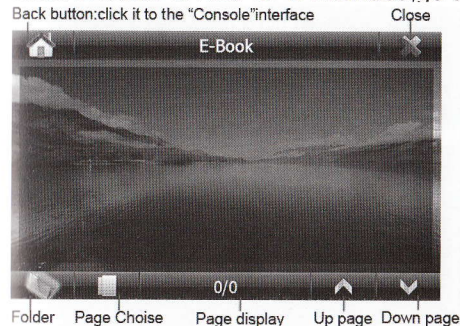 Back button:click it to the “Console”interface
Close
E-Book
0/0
Folder
Page Choise
Page display
Up page
Down page